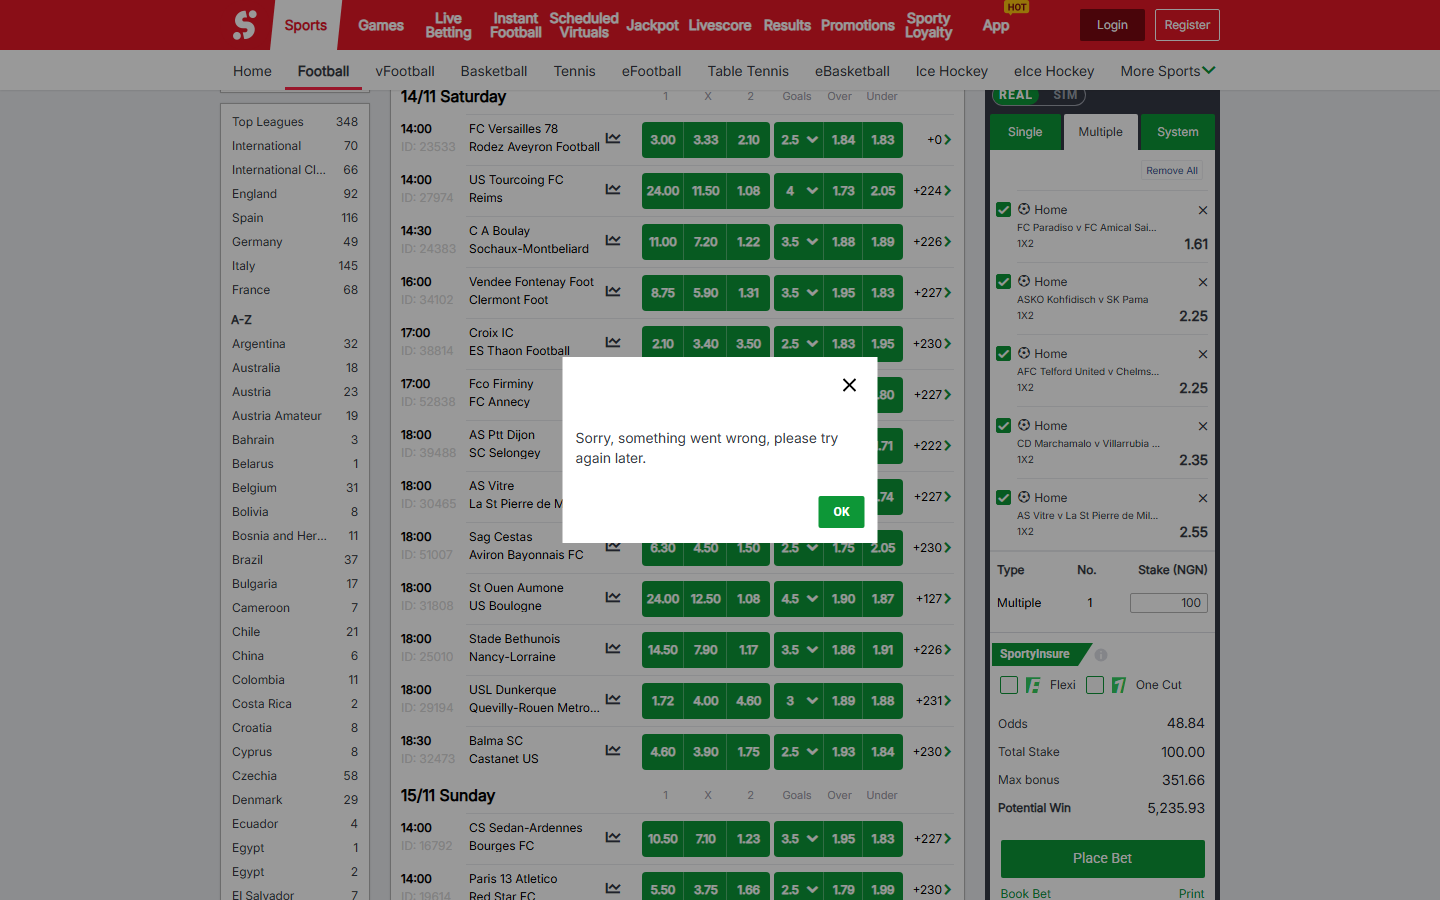 Sports
Games
Live Betting
Instant Football
Scheduled Virtuals
Jackpot
Livescore
Results
Promotions
Sporty Loyalty
App
HOT
Login
Register
Home
Football
vFootball
Basketball
Tennis
eFootball
Table Tennis
eBasketball
Ice Hockey
eIce Hockey
More Sports
Top Leagues 348
International 70
International Cl... 66
England 92
Spain 116
Germany 49
Italy 145
France 68
A-Z
Argentina 32
Australia 18
Austria 23
Austria Amateur 19
Bahrain 3
Belarus 1
Belgium 31
Bolivia 8
Bosnia and Her... 11
Brazil 37
Bulgaria 17
Cameroon 7
Chile 21
China 6
Colombia 11
Costa Rica 2
Croatia 8
Cyprus 8
Czechia 58
Denmark 29
Ecuador 4
Egypt 1
Egypt 2
El Salvador 7
14/11 Saturday 1 X 2 Goals Over Under
14:00 FC Versailles 78
ID: 23533 Rodez Aveyron Football 3.00 3.33 2.10 2.5 1.84 1.83 +0
14:00 US Tourcoing FC
ID: 27974 Reims 24.00 11.50 1.08 4 1.73 2.05 +224
14:30 C A Boulay
ID: 24383 Sochaux-Montbeliard 11.00 7.20 1.22 3.5 1.88 1.89 +226
16:00 Vendee Fontenay Foot
ID: 34102 Clermont Foot 8.75 5.90 1.31 3.5 1.95 1.83 +227
17:00 Croix IC
ID: 38814 ES Thaon Football 2.10 3.40 3.50 2.5 1.83 1.95 +230
17:00 Fco Firminy
ID: 52838 FC Annecy .80 +227
18:00 AS Ptt Dijon
ID: 39488 SC Selongey .71 +222
18:00 AS Vitre
ID: 30465 La St Pierre de M .74 +227
18:00 Sag Cestas
ID: 51007 Aviron Bayonnais FC 6.30 4.50 1.50 2.5 1.75 2.05 +230
18:00 St Ouen Aumone
ID: 31808 US Boulogne 24.00 12.50 1.08 4.5 1.90 1.87 +127
18:00 Stade Bethunois
ID: 25010 Nancy-Lorraine 14.50 7.90 1.17 3.5 1.86 1.91 +226
18:00 USL Dunkerque
ID: 29194 Quevilly-Rouen Metro... 1.72 4.00 4.60 3 1.89 1.88 +231
18:30 Balma SC
ID: 32473 Castanet US 4.60 3.90 1.75 2.5 1.93 1.84 +230
15/11 Sunday 1 X 2 Goals Over Under
14:00 CS Sedan-Ardennes
ID: 16792 Bourges FC 10.50 7.10 1.23 3.5 1.95 1.83 +227
14:00 Paris 13 Atletico
ID: 19614 Red Star FC 5.50 3.75 1.66 2.5 1.79 1.99 +230
Sorry, something went wrong, please try
again later.
OK
REAL SIM
Single Multiple System
Remove All
Home
FC Paradiso v FC Amical Sai...
1X2 1.61
Home
ASKO Kohfidisch v SK Pama
1X2 2.25
Home
AFC Telford United v Chelms...
1X2 2.25
Home
CD Marchamalo v Villarrubia ...
1X2 2.35
Home
AS Vitre v La St Pierre de Mil...
1X2 2.55
Type No. Stake (NGN)
Multiple 1 100
SportyInsure
Flexi One Cut
Odds 48.84
Total Stake 100.00
Max bonus 351.66
Potential Win 5,235.93
Place Bet
Book Bet Print